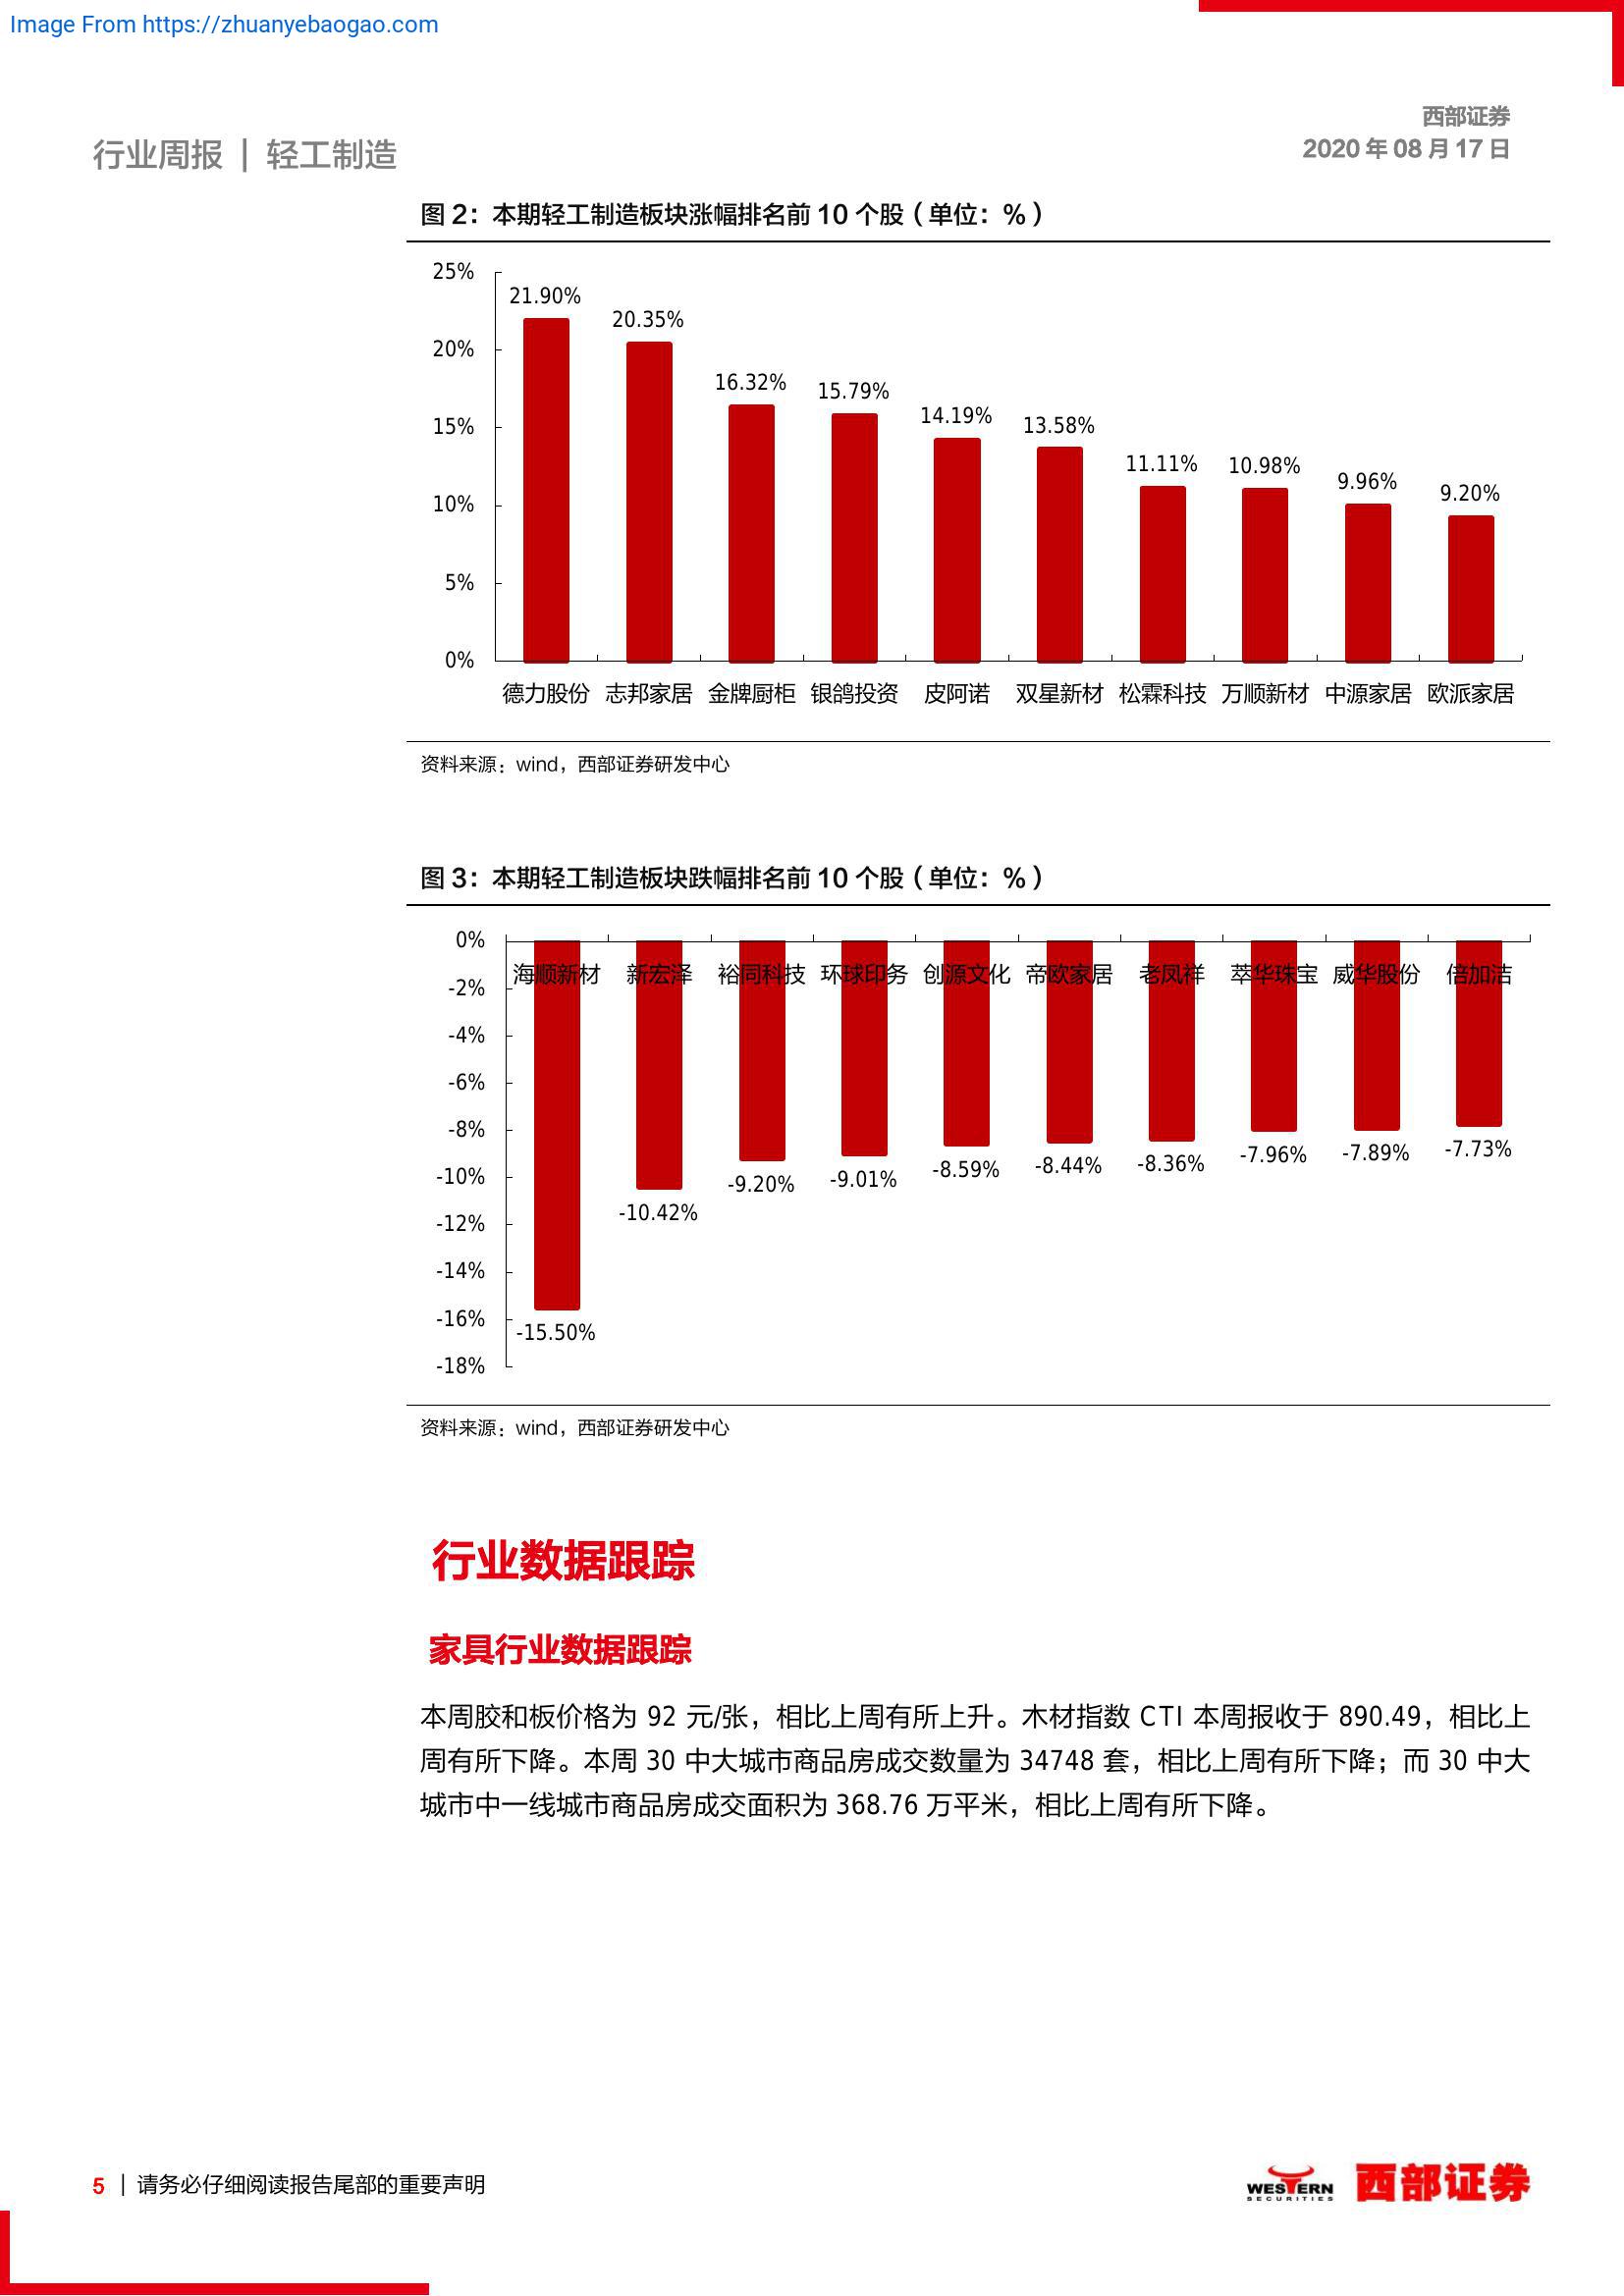 Image From https://zhuanyebaogao.com
西部证券
行业周报 | 轻工制造
2020 年 08 月 17 日
图 2：本期轻工制造板块涨幅排名前 10 个股（单位：%）
25%
20%
15%
10%
5%
0%
21.90%
20.35%
16.32%
15.79%
14.19%
13.58%
11.11%
10.98%
9.96%
9.20%
德力股份 志邦家居 金牌厨柜 银鸽投资 皮阿诺 双星新材 松霖科技 万顺新材 中源家居 欧派家居
资料来源：wind，西部证券研发中心
图 3：本期轻工制造板块跌幅排名前 10 个股（单位：%）
0%
-2%
-4%
-6%
-8%
-10%
-12%
-14%
-16%
-18%
海顺新材 新宏泽 裕同科技 环球印务 创源文化 帝欧家居 老凤祥 萃华珠宝 威华股份 倍加洁
-15.50%
-10.42%
-9.20%
-9.01%
-8.59%
-8.44%
-8.36%
-7.96%
-7.89%
-7.73%
资料来源：wind，西部证券研发中心
行业数据跟踪
家具行业数据跟踪
本周胶和板价格为 92 元/张，相比上周有所上升。木材指数 CTI 本周报收于 890.49，相比上
周有所下降。本周 30 中大城市商品房成交数量为 34748 套，相比上周有所下降；而 30 中大
城市中一线城市商品房成交面积为 368.76 万平米，相比上周有所下降。
5 | 请务必仔细阅读报告尾部的重要声明
WESTERN
SECURITIES
西部证券